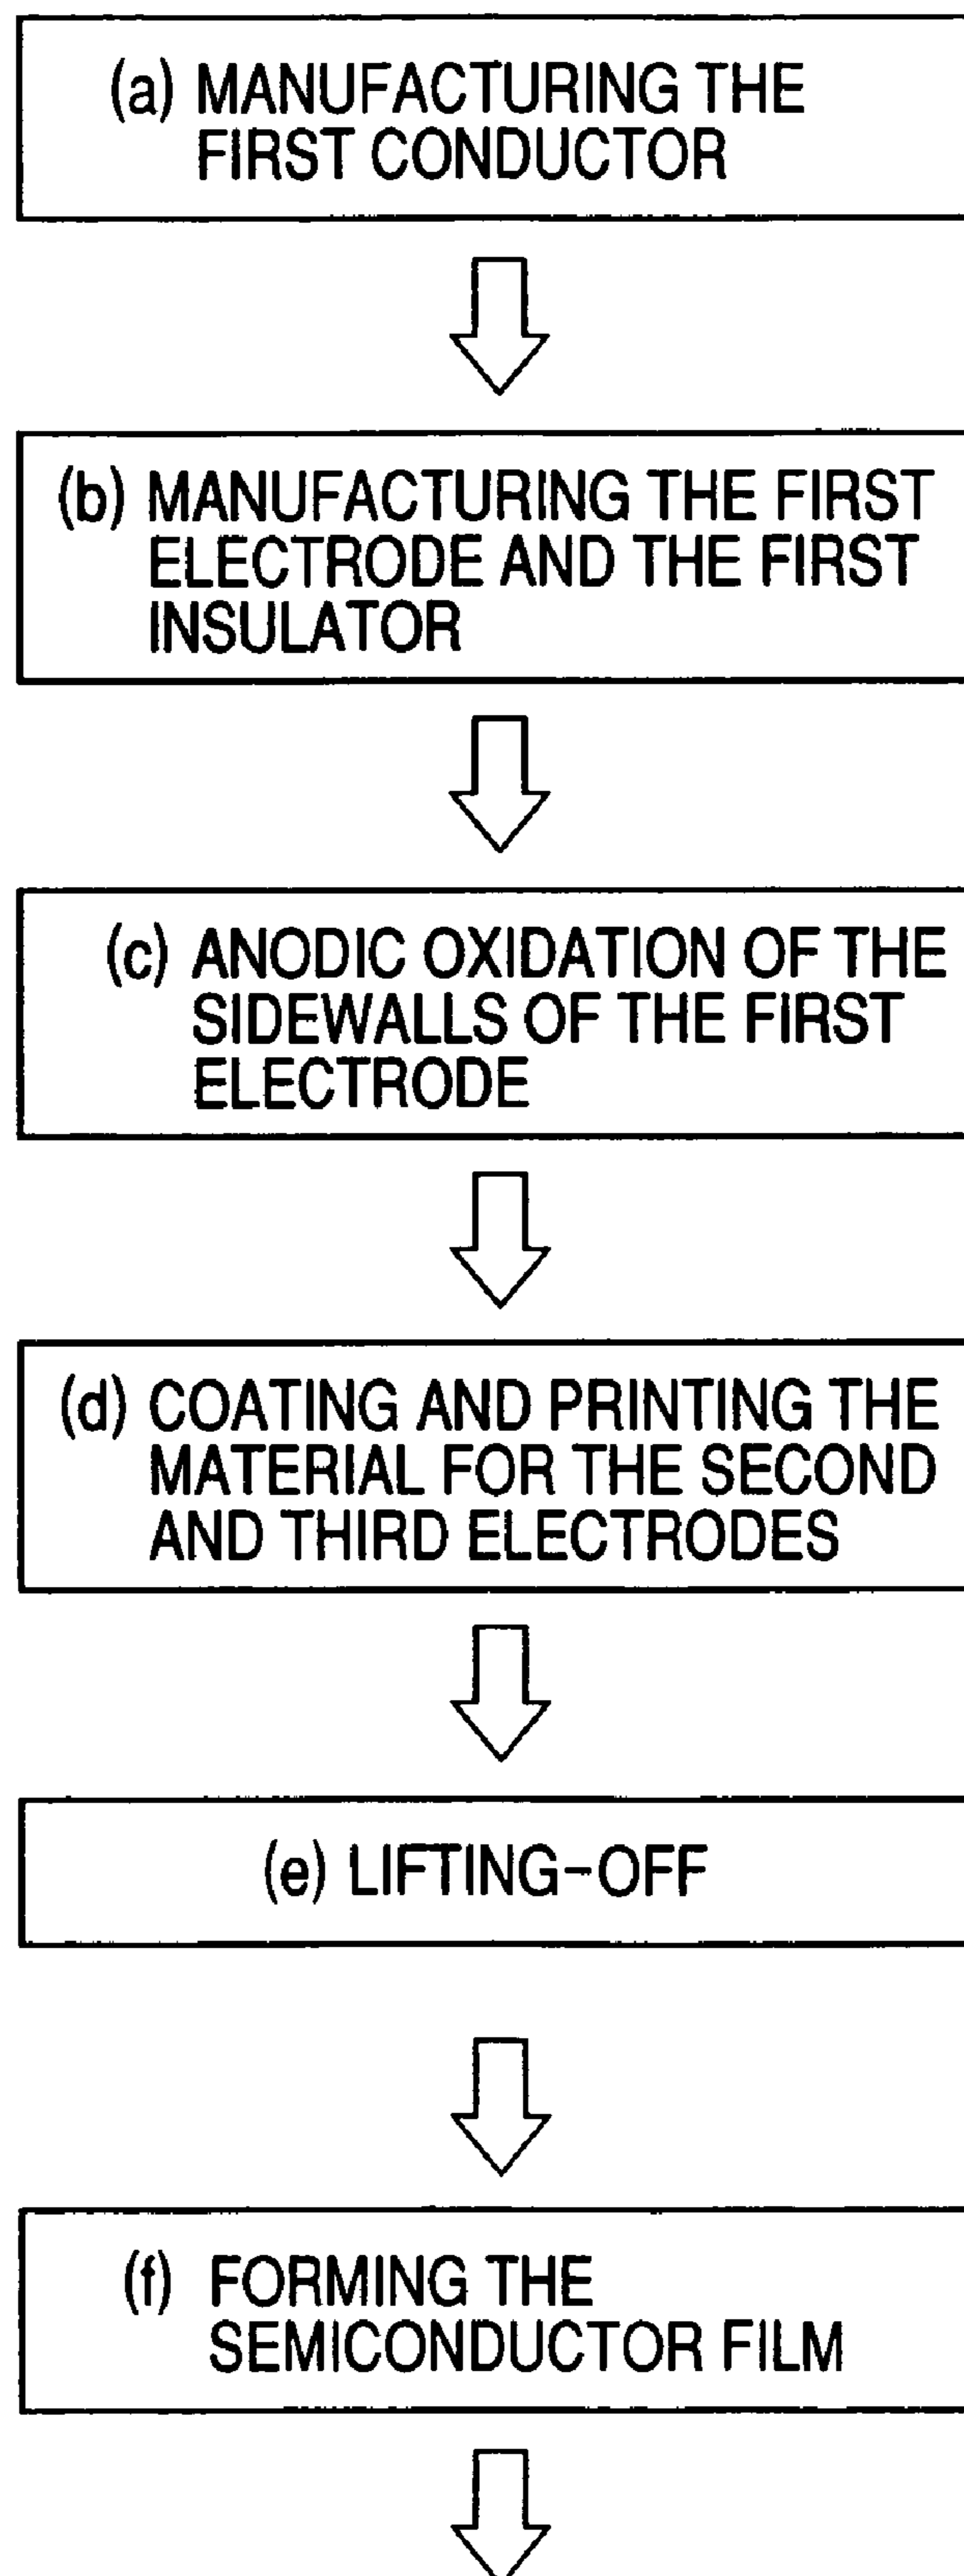 (a) MANUFACTURING THE
FIRST CONDUCTOR
(b) MANUFACTURING THE FIRST
ELECTRODE AND THE FIRST
INSULATOR
(c) ANODIC OXIDATION OF THE
SIDEWALLS OF THE FIRST
ELECTRODE
(d) COATING AND PRINTING THE
MATERIAL FOR THE SECOND
AND THIRD ELECTRODES
(e) LIFTING-OFF
(f) FORMING THE
SEMICONDUCTOR FILM